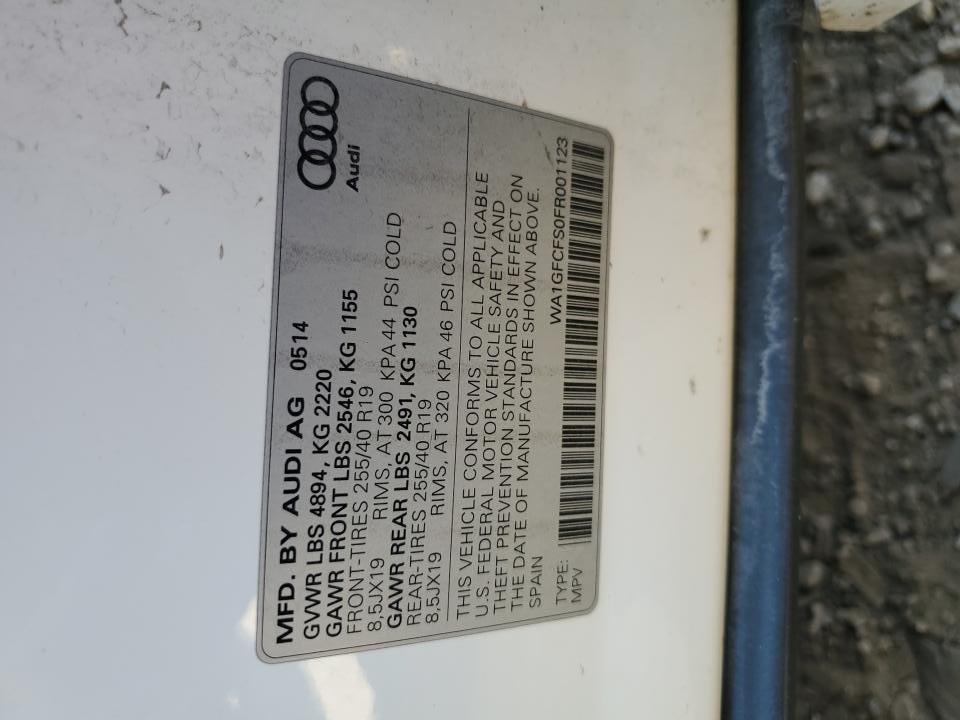 Audi
MFD. BY AUDI AG 0514
GVWR LBS 4894, KG 2220
GAWR FRONT LBS 2546, KG 1155
FRONT-TIRES 255/40 R19
8,5JX19 RIMS, AT 300 KPA 44 PSI COLD
GAWR REAR LBS 2491, KG 1130
REAR-TIRES 255/40 R19
8,5JX19 RIMS, AT 320 KPA 46 PSI COLD
THIS VEHICLE CONFORMS TO ALL APPLICABLE
U.S. FEDERAL MOTOR VEHICLE SAFETY AND
THEFT PREVENTION STANDARDS IN EFFECT ON
THE DATE OF MANUFACTURE SHOWN ABOVE.
SPAIN WA1GFCFS0FR001123
TYPE:
MPV